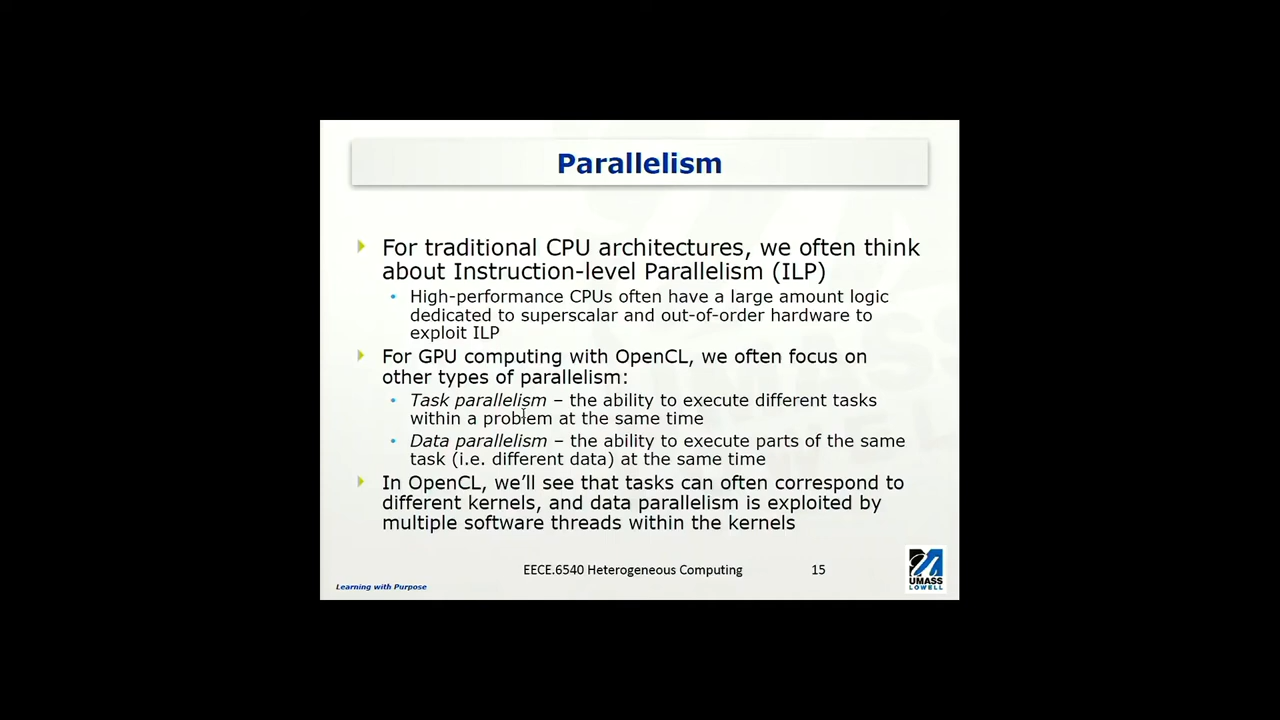 Parallelism
For traditional CPU architectures, we often think
about Instruction-level Parallelism (ILP)
High-performance CPUs often have a large amount logic
dedicated to superscalar and out-of-order hardware to
exploit ILP
For GPU computing with OpenCL, we often focus on
other types of parallelism:
Task parallelism – the ability to execute different tasks
within a problem at the same time
Data parallelism – the ability to execute parts of the same
task (i.e. different data) at the same time
In OpenCL, we'll see that tasks can often correspond to
different kernels, and data parallelism is exploited by
multiple software threads within the kernels
EECE.6540 Heterogeneous Computing
15
Learning with Purpose
UMASS
LOWELL